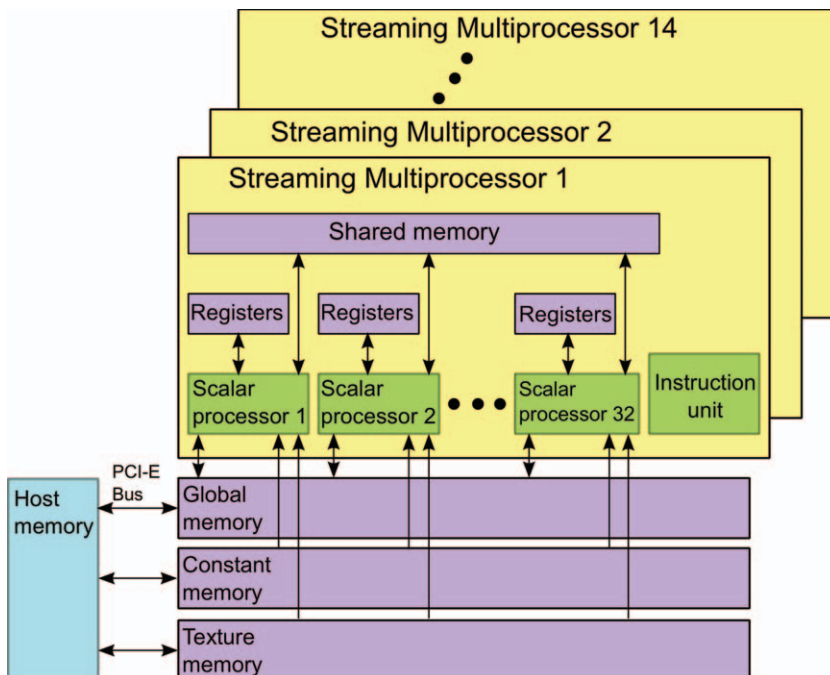 Streaming Multiprocessor 14
Streaming Multiprocessor 2
Streaming Multiprocessor 1
Shared memory
Registers
Registers
Registers
Scalar
processor 1
Scalar
processor 2
Scalar
processor 32
Instruction
unit
PCI-E
Bus
Host
memory
Global
memory
Constant
memory
Texture
memory